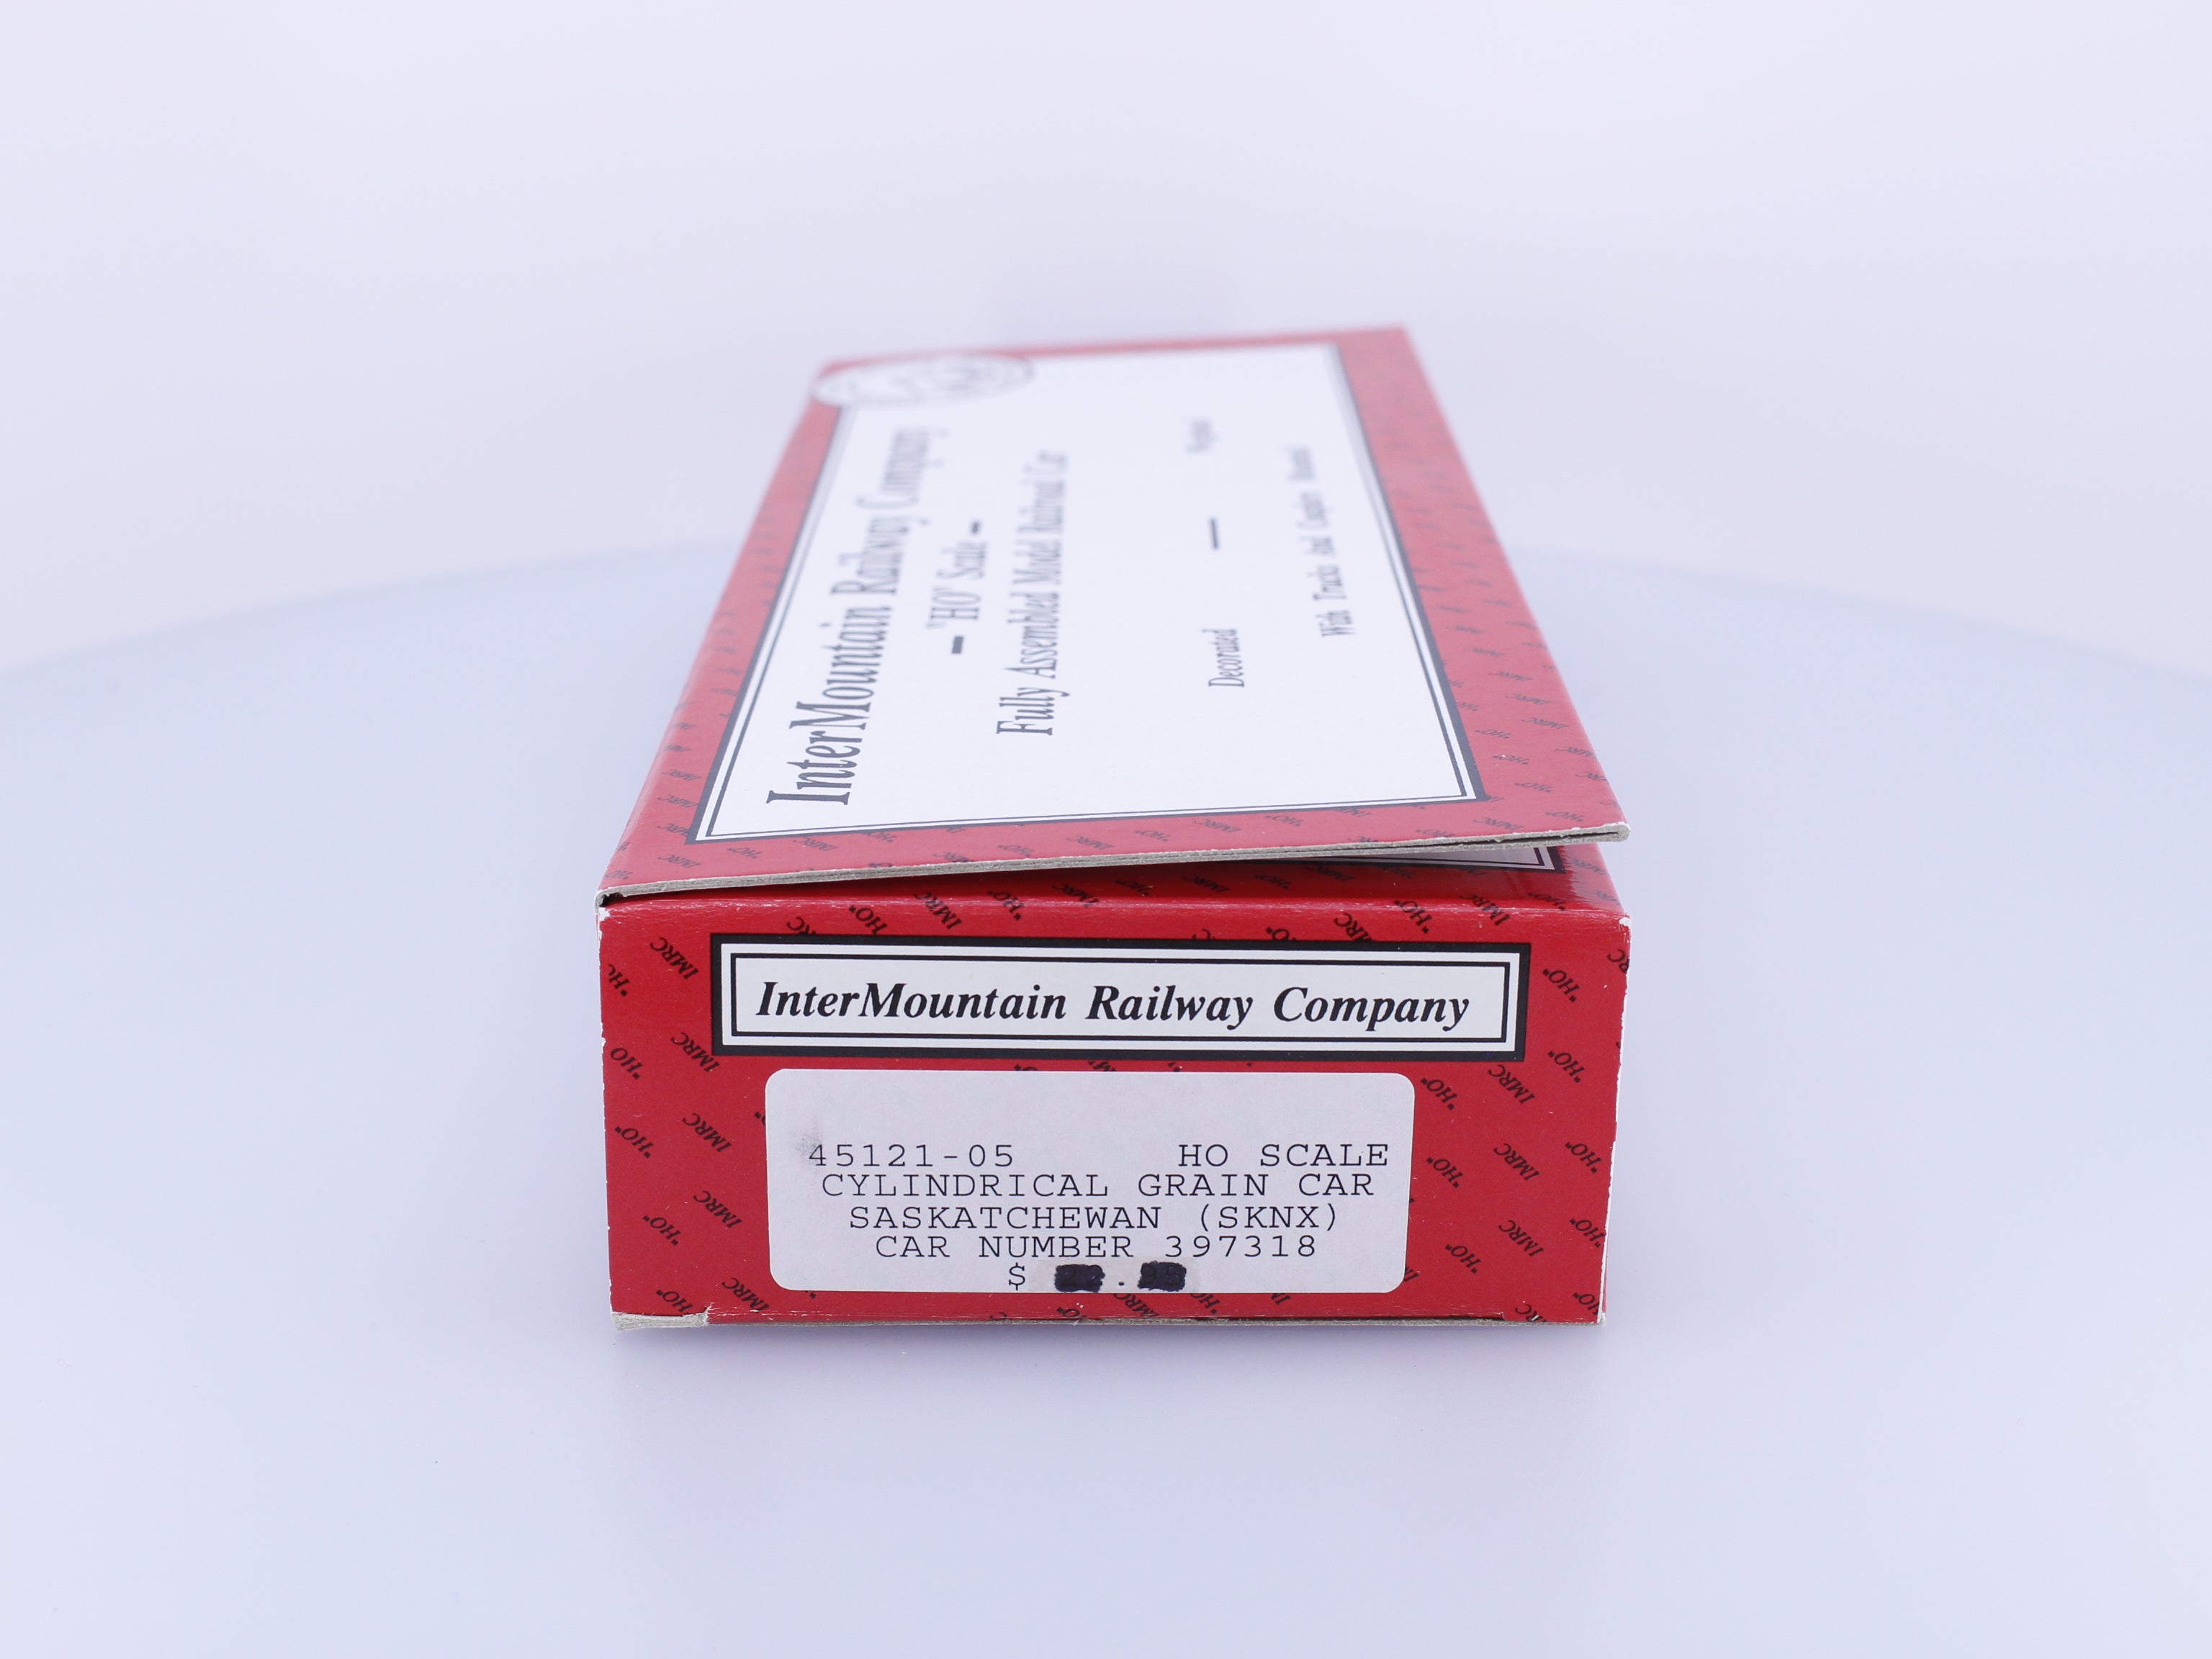 InterMountain Railway Company
"HO" Scale
Fully Assembled Model Railroad Car
Decorated
With Trucks And Couplers Mounted
InterMountain Railway Company
45121-05 HO SCALE
CYLINDRICAL GRAIN CAR
SASKATCHEWAN (SKNX)
CAR NUMBER 397318
$ .